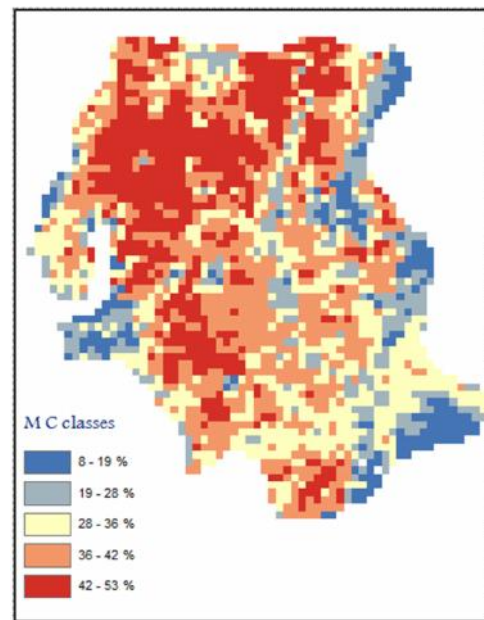 M C classes
8 - 19 %
19 - 28 %
28 - 36 %
36 - 42 %
42 - 53 %